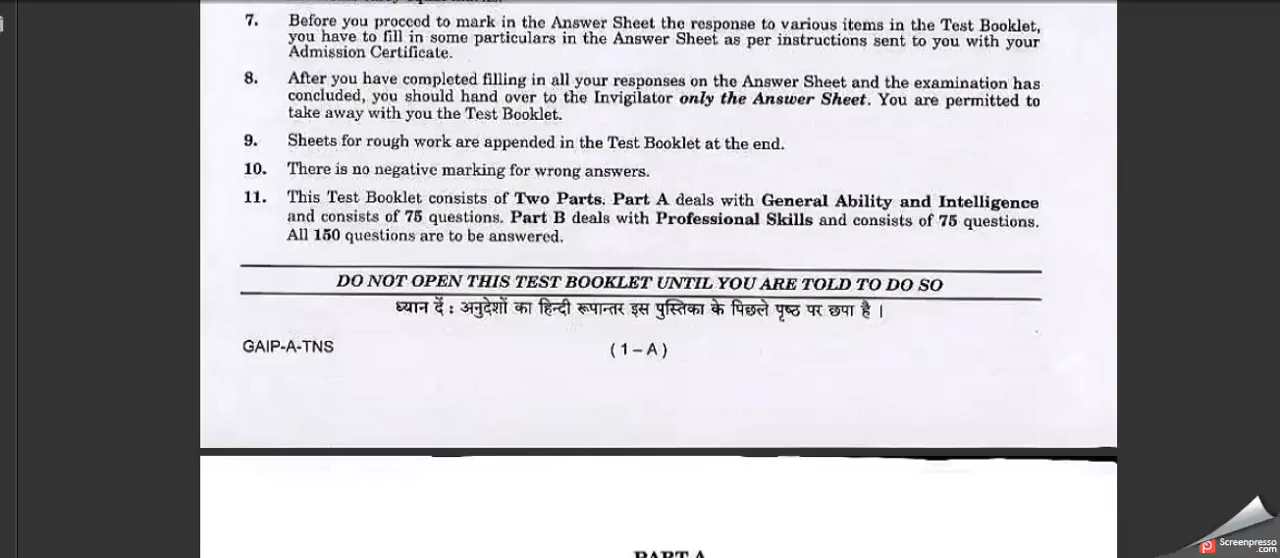 7. Before you proceed to mark in the Answer Sheet the response to various items in the Test Booklet,
you have to fill in some particulars in the Answer Sheet as per instructions sent to you with your
Admission Certificate.
8. After you have completed filling in all your responses on the Answer Sheet and the examination has
concluded, you should hand over to the Invigilator only the Answer Sheet. You are permitted to
take away with you the Test Booklet.
9. Sheets for rough work are appended in the Test Booklet at the end.
10. There is no negative marking for wrong answers.
11. This Test Booklet consists of Two Parts. Part A deals with General Ability and Intelligence
and consists of 75 questions. Part B deals with Professional Skills and consists of 75 questions.
All 150 questions are to be answered.
DO NOT OPEN THIS TEST BOOKLET UNTIL YOU ARE TOLD TO DO SO
ध्यान दें : अनुदेशों का हिन्दी रूपान्तर इस पुस्तिका के पिछले पृष्ठ पर छपा है ।
GAIP-A-TNS
( 1 – A )
PART A
Screenpresso
.com